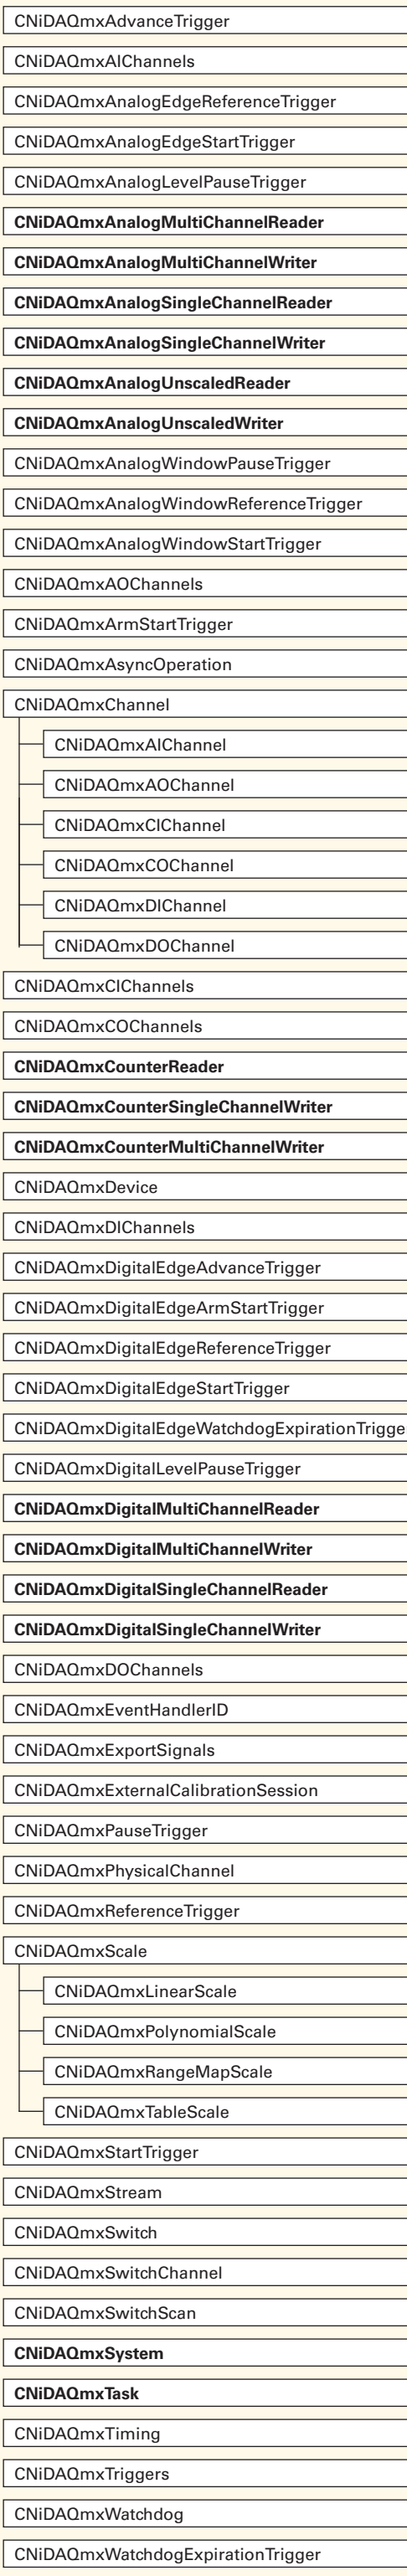 CNiDAQmxAdvanceTrigger
CNiDAQmxAIChannels
CNiDAQmxAnalogEdgeReferenceTrigger
CNiDAQmxAnalogEdgeStartTrigger
CNiDAQmxAnalogLevelPauseTrigger
CNiDAQmxAnalogMultiChannelReader
CNiDAQmxAnalogMultiChannelWriter
CNiDAQmxAnalogSingleChannelReader
CNiDAQmxAnalogSingleChannelWriter
CNiDAQmxAnalogUnscaledReader
CNiDAQmxAnalogUnscaledWriter
CNiDAQmxAnalogWindowPauseTrigger
CNiDAQmxAnalogWindowReferenceTrigger
CNiDAQmxAnalogWindowStartTrigger
CNiDAQmxAOChannels
CNiDAQmxArmStartTrigger
CNiDAQmxAsyncOperation
CNiDAQmxChannel
CNiDAQmxAIChannel
CNiDAQmxAOChannel
CNiDAQmxCIChannel
CNiDAQmxCOChannel
CNiDAQmxDIChannel
CNiDAQmxDOChannel
CNiDAQmxCIChannels
CNiDAQmxCOChannels
CNiDAQmxCounterReader
CNiDAQmxCounterSingleChannelWriter
CNiDAQmxCounterMultiChannelWriter
CNiDAQmxDevice
CNiDAQmxDIChannels
CNiDAQmxDigitalEdgeAdvanceTrigger
CNiDAQmxDigitalEdgeArmStartTrigger
CNiDAQmxDigitalEdgeReferenceTrigger
CNiDAQmxDigitalEdgeStartTrigger
CNiDAQmxDigitalEdgeWatchdogExpirationTrigge
CNiDAQmxDigitalLevelPauseTrigger
CNiDAQmxDigitalMultiChannelReader
CNiDAQmxDigitalMultiChannelWriter
CNiDAQmxDigitalSingleChannelReader
CNiDAQmxDigitalSingleChannelWriter
CNiDAQmxDOChannels
CNiDAQmxEventHandlerID
CNiDAQmxExportSignals
CNiDAQmxExternalCalibrationSession
CNiDAQmxPauseTrigger
CNiDAQmxPhysicalChannel
CNiDAQmxReferenceTrigger
CNiDAQmxScale
CNiDAQmxLinearScale
CNiDAQmxPolynomialScale
CNiDAQmxRangeMapScale
CNiDAQmxTableScale
CNiDAQmxStartTrigger
CNiDAQmxStream
CNiDAQmxSwitch
CNiDAQmxSwitchChannel
CNiDAQmxSwitchScan
CNiDAQmxSystem
CNiDAQmxTask
CNiDAQmxTiming
CNiDAQmxTriggers
CNiDAQmxWatchdog
CNiDAQmxWatchdogExpirationTrigger